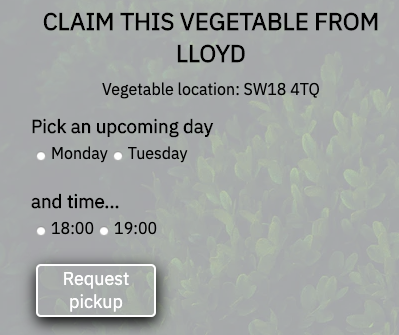 CLAIM THIS VEGETABLE FROM
LLOYD
Vegetable location: SW18 4TQ
Pick an upcoming day
Monday Tuesday
and time...
18:00 19:00
Request
pickup